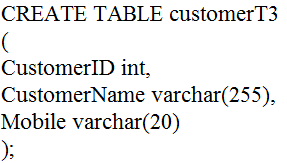 CREATE TABLE customerT3
(
CustomerID int,
CustomerName varchar(255),
Mobile varchar(20)
);